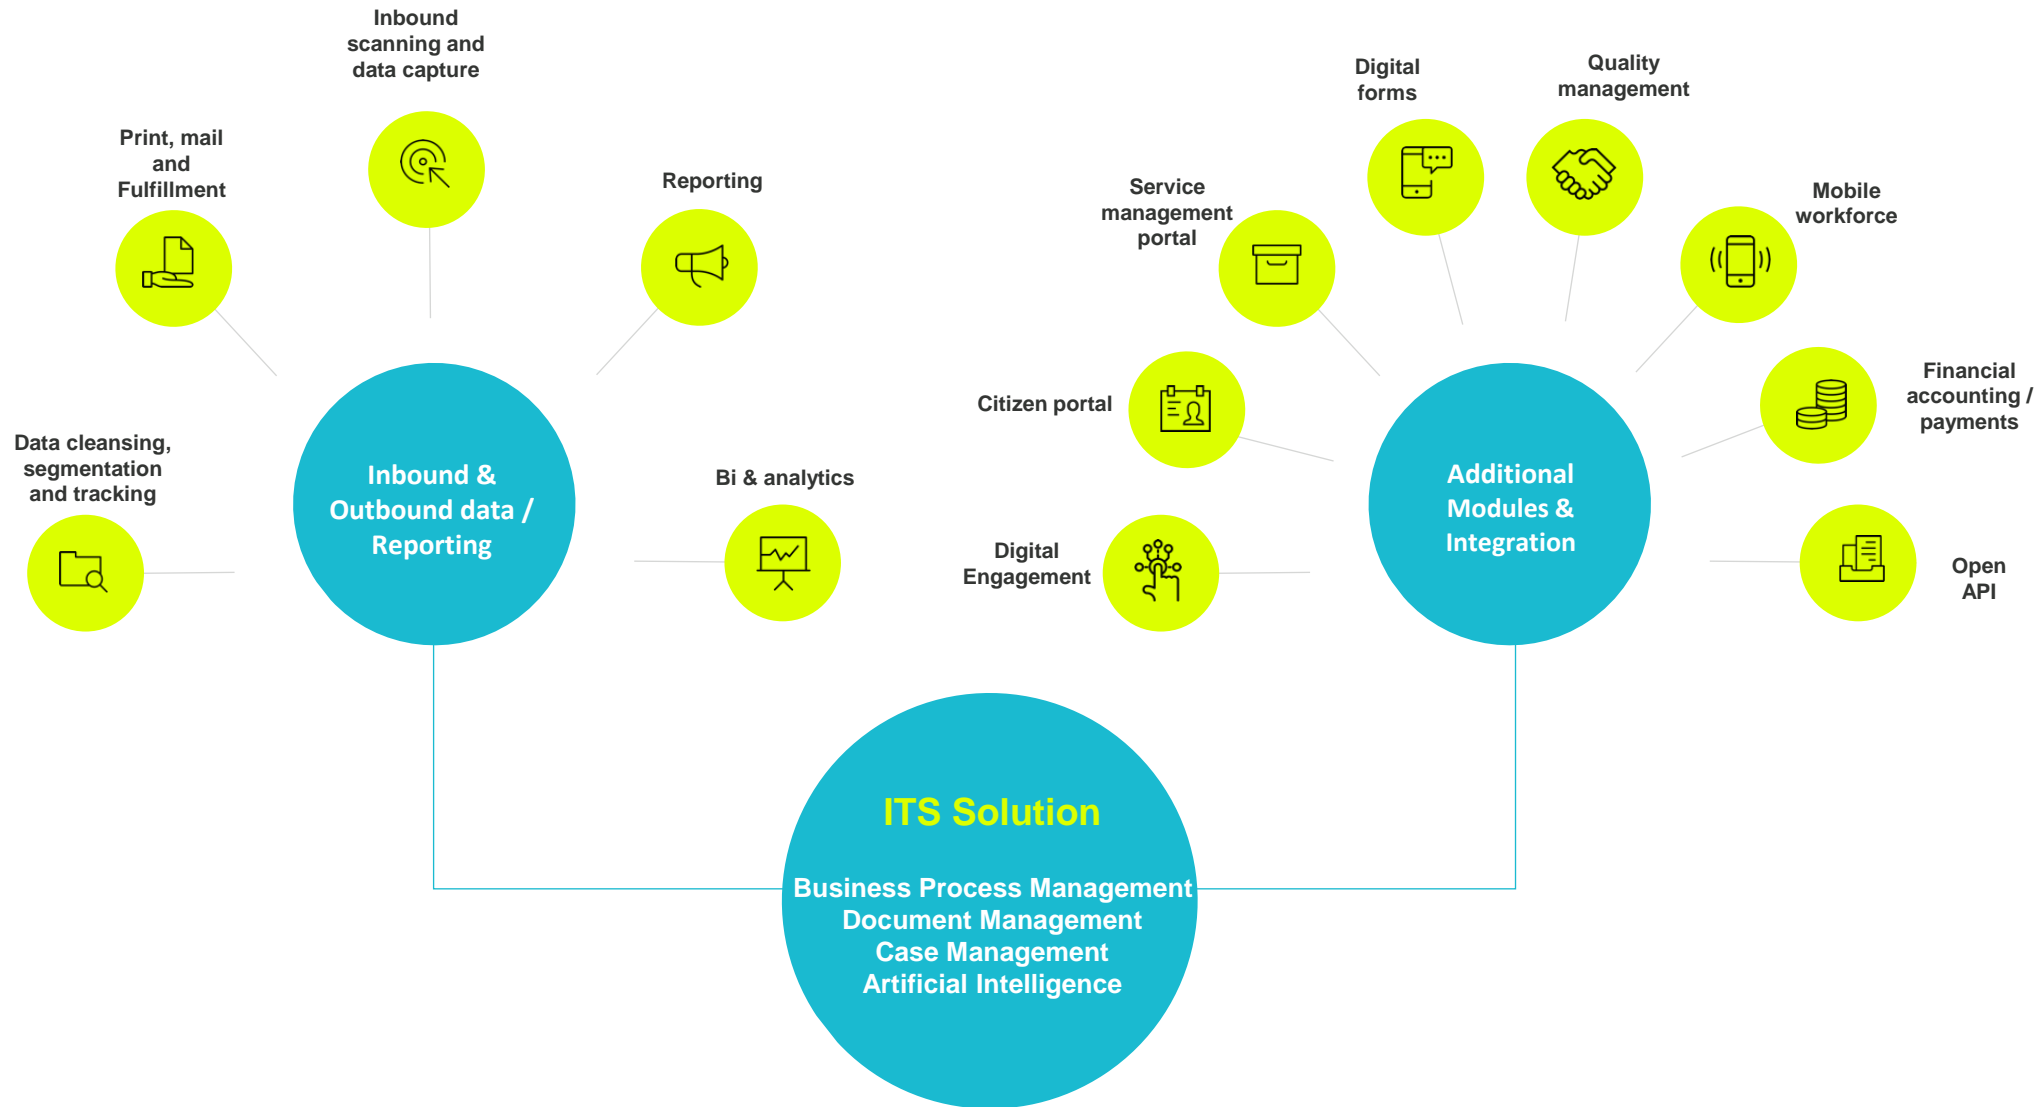 Inbound
scanning and
data capture
Print, mail
and
Fulfillment
Reporting
Data cleansing,
segmentation
and tracking
Bi & analytics
Inbound &
Outbound data /
Reporting
Digital
forms
Quality
management
Service
management
portal
Mobile
workforce
Citizen portal
Financial
accounting /
payments
Digital
Engagement
Open
API
Additional
Modules &
Integration
ITS Solution
Business Process Management
Document Management
Case Management
Artificial Intelligence